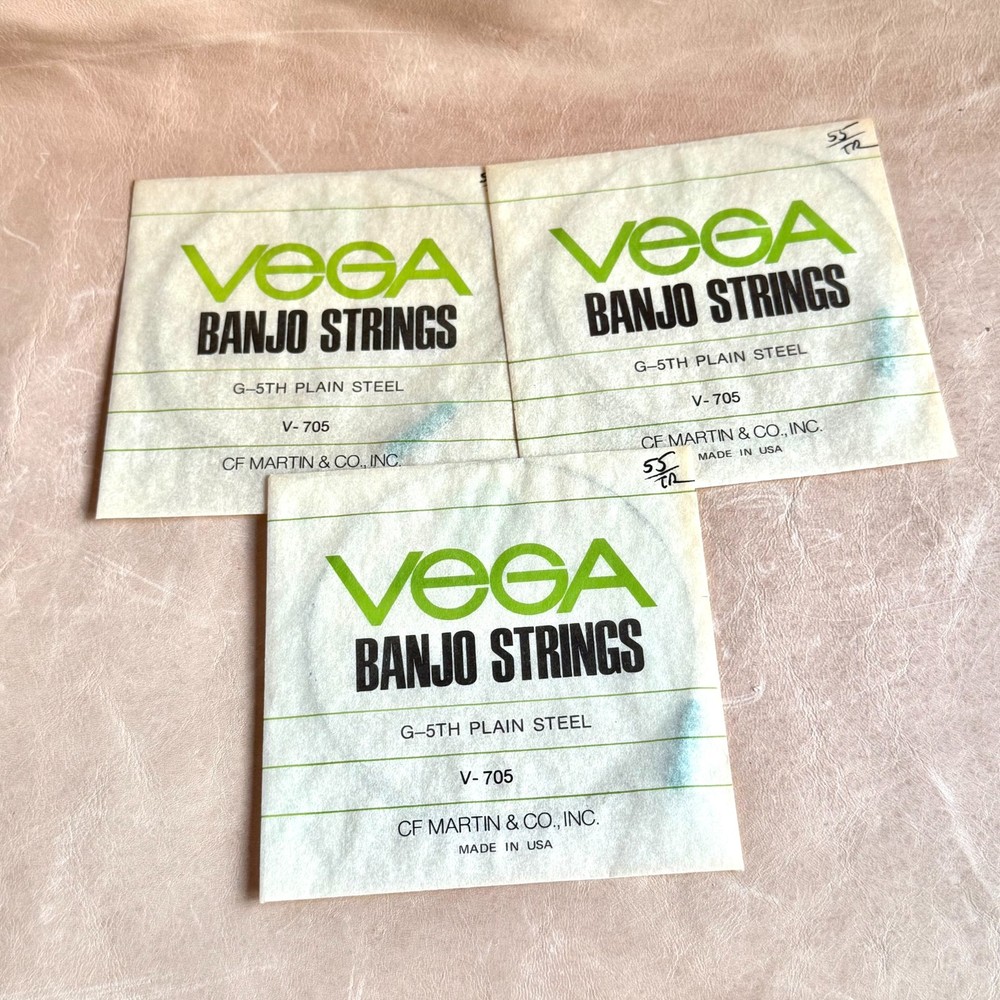 VEGA
BANJO STRINGS
G–5TH PLAIN STEEL
V-705
CF MARTIN & CO., INC.
55
TR
VEGA
BANJO STRINGS
G–5TH PLAIN STEEL
V-705
CF MARTIN & CO., INC.
MADE IN USA
55
TR
VEGA
BANJO STRINGS
G–5TH PLAIN STEEL
V-705
CF MARTIN & CO., INC.
MADE IN USA